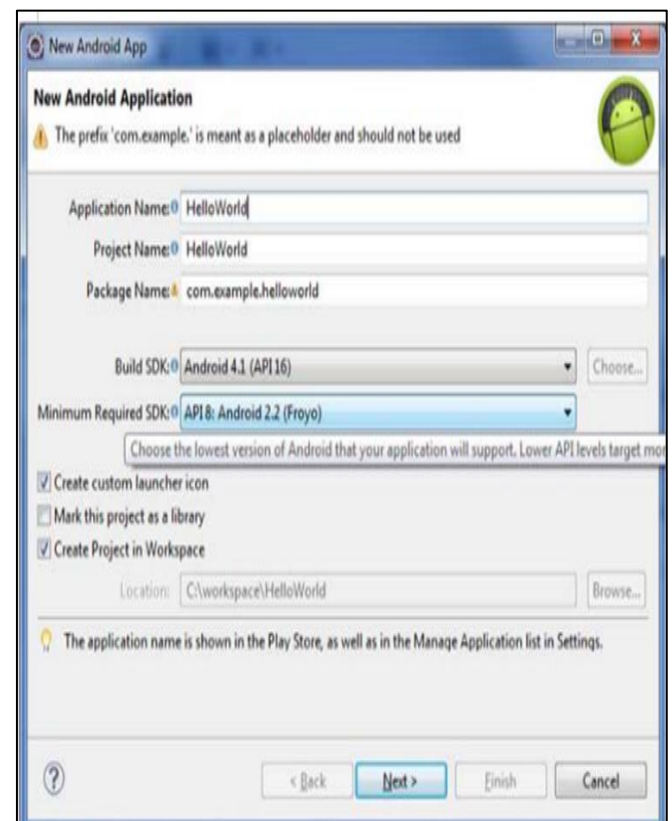 New Android App
New Android Application
The prefix 'com.example.' is meant as a placeholder and should not be used
Application Name: HelloWorld
Project Name: HelloWorld
Package Name: com.example.helloworld
Build SDK: Android 4.1 (API 16) Choose...
Minimum Required SDK: API 8: Android 2.2 (Froyo)
Choose the lowest version of Android that your application will support. Lower API levels target mor
Create custom launcher icon
Mark this project as a library
Create Project in Workspace
Location: C:\workspace\HelloWorld Browse...
The application name is shown in the Play Store, as well as in the Manage Application list in Settings.
? < Back Next > Finish Cancel